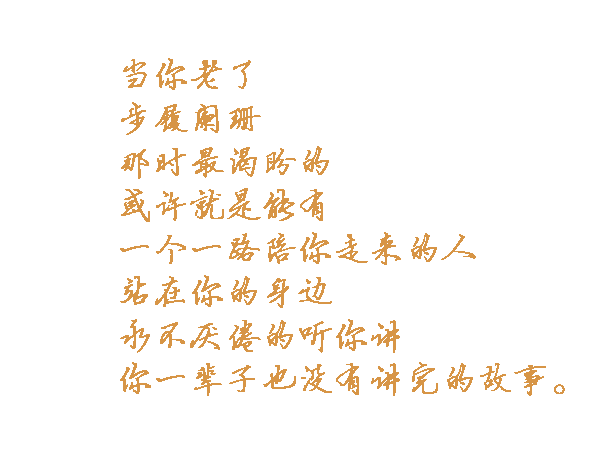 当你老了
步履阑珊
那时最渴盼的
或许就是能有
一个一路陪你走来的人
站在你的身边
永不厌倦的听你讲
你一辈子也没有讲完的故事。